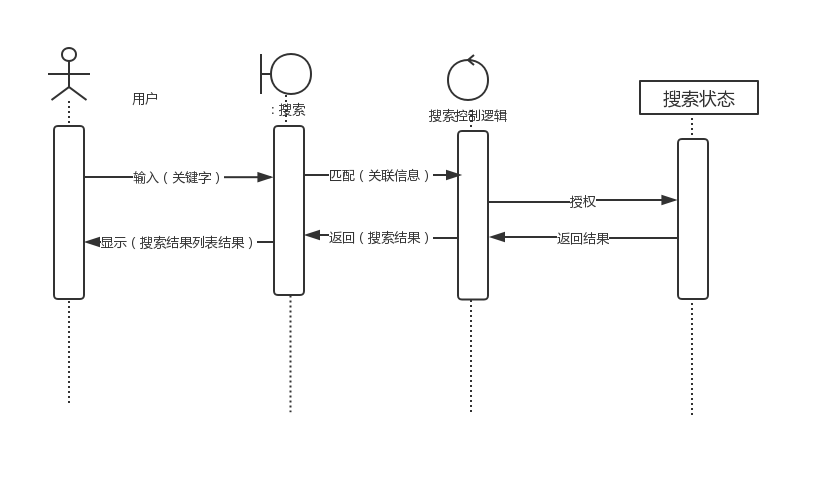 用户
: 搜索
搜索控制逻辑
搜索状态
输入（关键字）
匹配（关联信息）
授权
显示（搜索结果列表结果）
返回（搜索结果）
返回结果